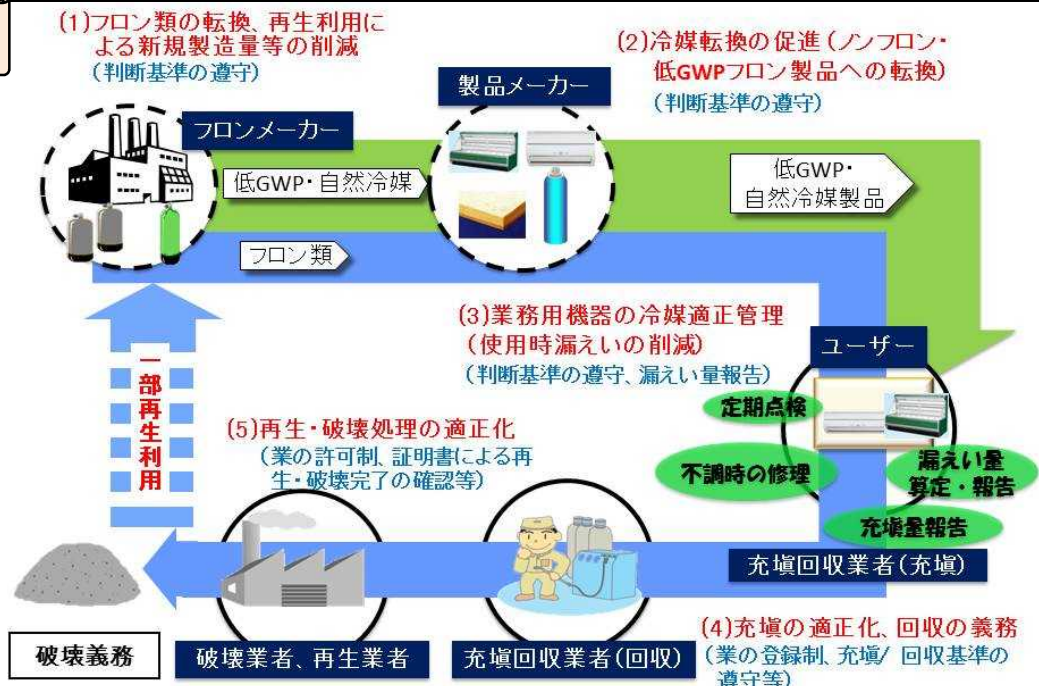 (1)フロン類の転換、再生利用に
よる新規製造量等の削減
(判断基準の遵守)
(2)冷媒転換の促進(ノンフロン・
低GWPフロン製品への転換)
(判断基準の遵守)
製品メーカー
フロンメーカー
低GWP・自然冷媒
低GWP・
自然冷媒製品
フロン類
(3)業務用機器の冷媒適正管理
(使用時漏えいの削減)
(判断基準の遵守、漏えい量報告)
ユーザー
定期点検
不調時の修理
漏えい量
算定・報告
充塡量報告
一部再生利用
(5)再生・破壊処理の適正化
(業の許可制、証明書による再
生・破壊完了の確認等)
充塡回収業者(充塡)
(4)充塡の適正化、回収の義務
(業の登録制、充塡/ 回収基準の
遵守等)
破壊義務
破壊業者、再生業者
充塡回収業者(回収)